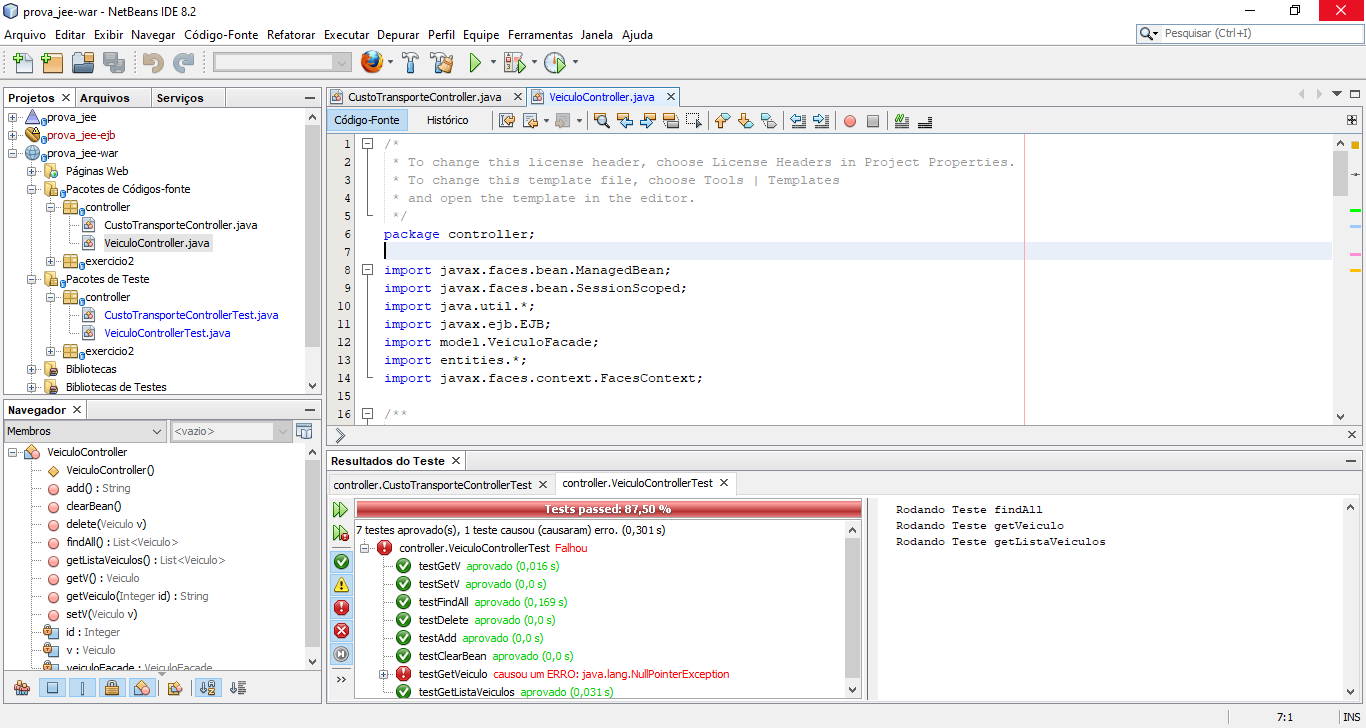 prova_jee-war - NetBeans IDE 8.2
Arquivo Editar Exibir Navegar Código-Fonte Refatorar Executar Depurar Perfil Equipe Ferramentas Janela Ajuda
Pesquisar (Ctrl+I)
Projetos
Arquivos
Serviços
prova_jee
prova_jee-ejb
prova_jee-war
Páginas Web
Pacotes de Códigos-fonte
controller
CustoTransporteController.java
VeiculoController.java
exercicio2
Pacotes de Teste
controller
CustoTransporteControllerTest.java
VeiculoControllerTest.java
exercicio2
Bibliotecas
Bibliotecas de Testes
Navegador
Membros
<vazio>
VeiculoController
VeiculoController()
add() : String
clearBean()
delete(Veiculo v)
findAll() : List<Veiculo>
getListaVeiculos() : List<Veiculo>
getV() : Veiculo
getVeiculo(Integer id) : String
setV(Veiculo v)
id : Integer
v : Veiculo
veiculoFacade : VeiculoFacade
CustoTransporteController.java
VeiculoController.java
Código-Fonte
Histórico
1 /*
2 * To change this license header, choose License Headers in Project Properties.
3 * To change this template file, choose Tools | Templates
4 * and open the template in the editor.
5 */
6 package controller;
7
8 import javax.faces.bean.ManagedBean;
9 import javax.faces.bean.SessionScoped;
10 import java.util.*;
11 import javax.ejb.EJB;
12 import model.VeiculoFacade;
13 import entities.*;
14 import javax.faces.context.FacesContext;
15
16 /**
Resultados do Teste
controller.CustoTransporteControllerTest
controller.VeiculoControllerTest
Tests passed: 87,50 %
7 testes aprovado(s), 1 teste causou (causaram) erro. (0,301 s)
controller.VeiculoControllerTest Falhou
testGetV aprovado (0,016 s)
testSetV aprovado (0,0 s)
testFindAll aprovado (0,169 s)
testDelete aprovado (0,0 s)
testAdd aprovado (0,0 s)
testClearBean aprovado (0,0 s)
testGetVeiculo causou um ERRO: java.lang.NullPointerException
testGetListaVeiculos aprovado (0,031 s)
Rodando Teste findAll
Rodando Teste getVeiculo
Rodando Teste getListaVeiculos
7:1
INS